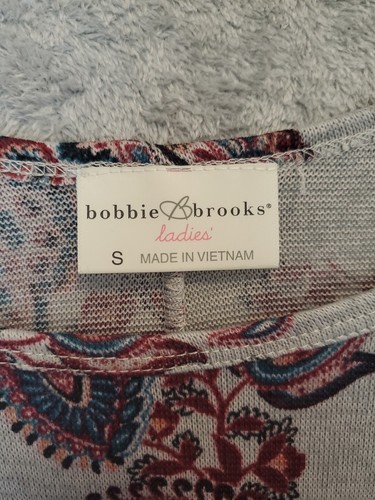 bobbie B brooks®
ladies'
S MADE IN VIETNAM